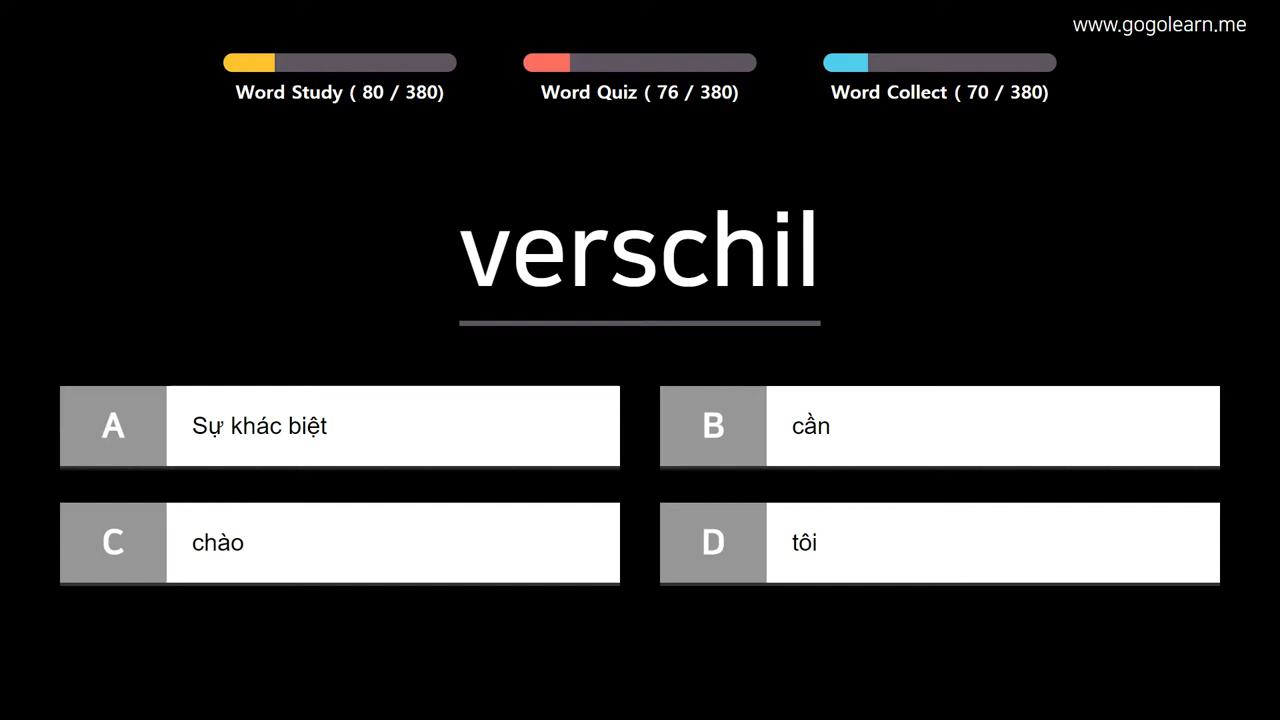 www.gogolearn.me
Word Study ( 80 / 380)
Word Quiz ( 76 / 380)
Word Collect ( 70 / 380)
verschil
A Sự khác biệt
B cần
C chào
D tôi